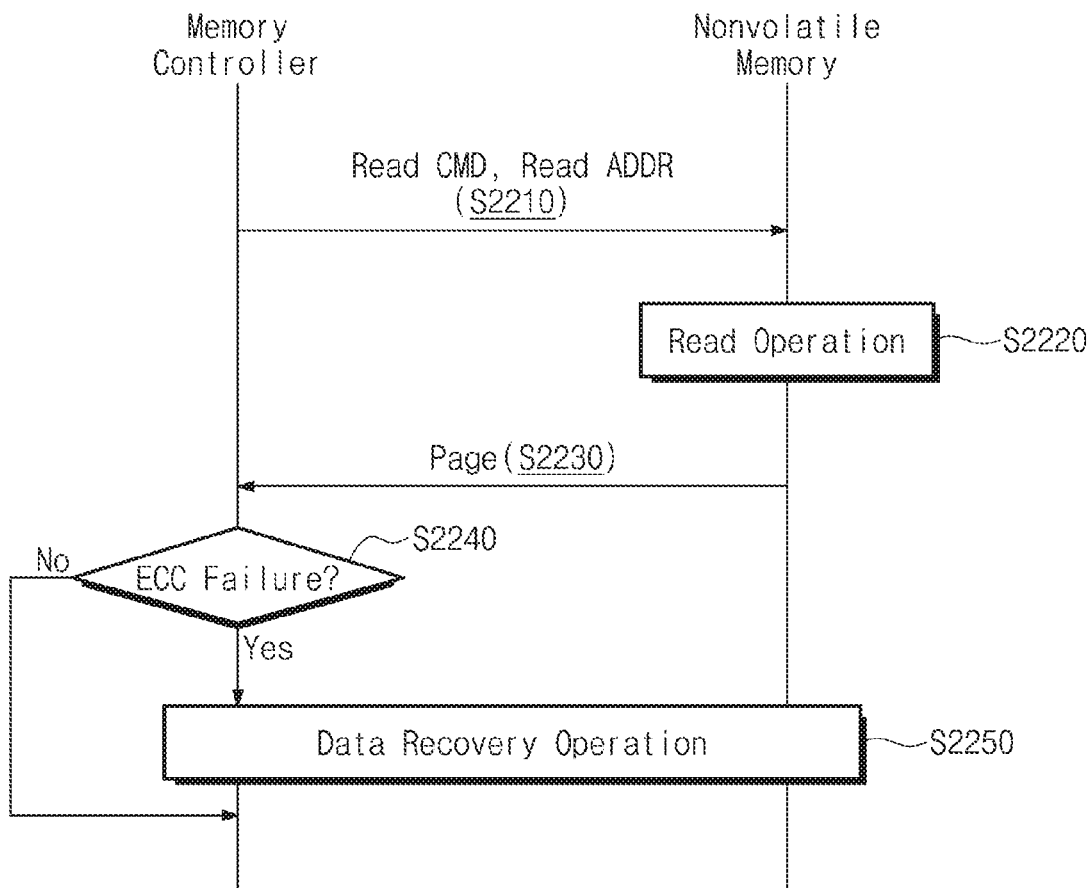 Memory
Controller
Nonvolatile
Memory
Read CMD, Read ADDR
(S2210)
Read Operation
S2220
Page(S2230)
S2240
No
ECC Failure?
Yes
Data Recovery Operation
S2250